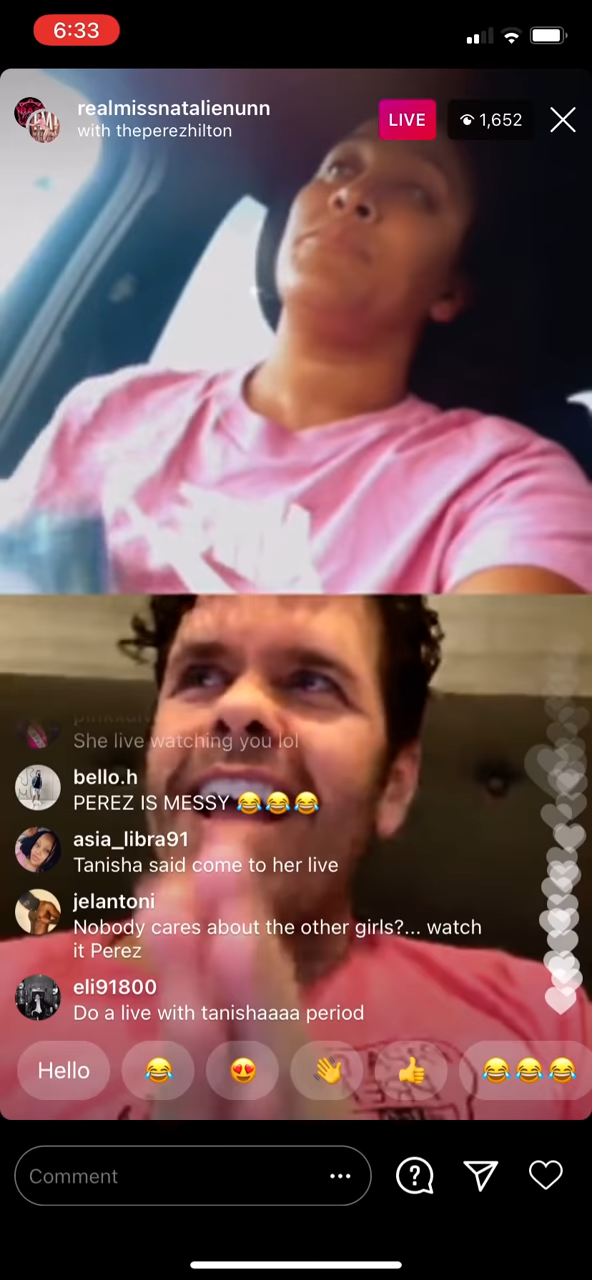 6:33
realmissnatalienunn
LIVE
1,652
with theperezhilton
She live watching you lol
bello.h
PEREZ IS MESSY 😂😂😂
asia_libra91
Tanisha said come to her live
jelantoni
Nobody cares about the other girls?... watch
it Perez
eli91800
Do a live with tanishaaaa period
Hello 😂 😍 👋 👍 😂😂😂
Comment